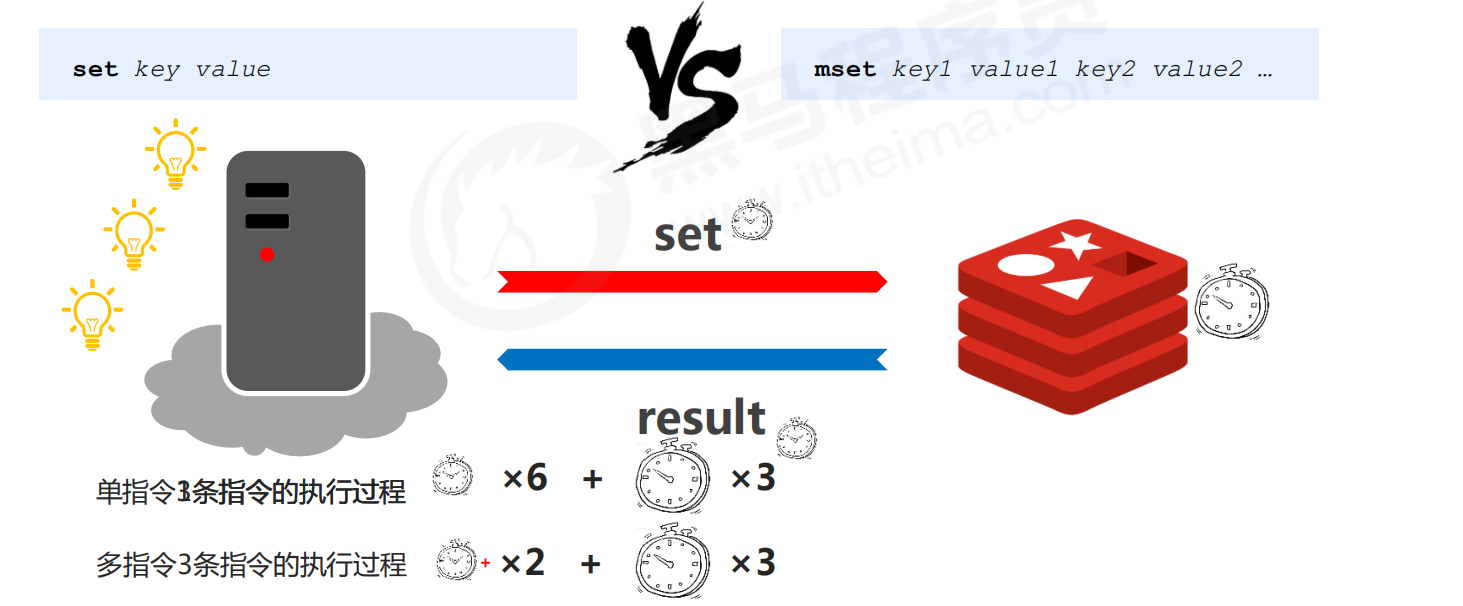 set key value
VS
mset key1 value1 key2 value2 …
黑马程序员
www.itheima.com
set
result
单指令3条指令的执行过程 ×6 + ×3
多指令3条指令的执行过程 + ×2 + ×3